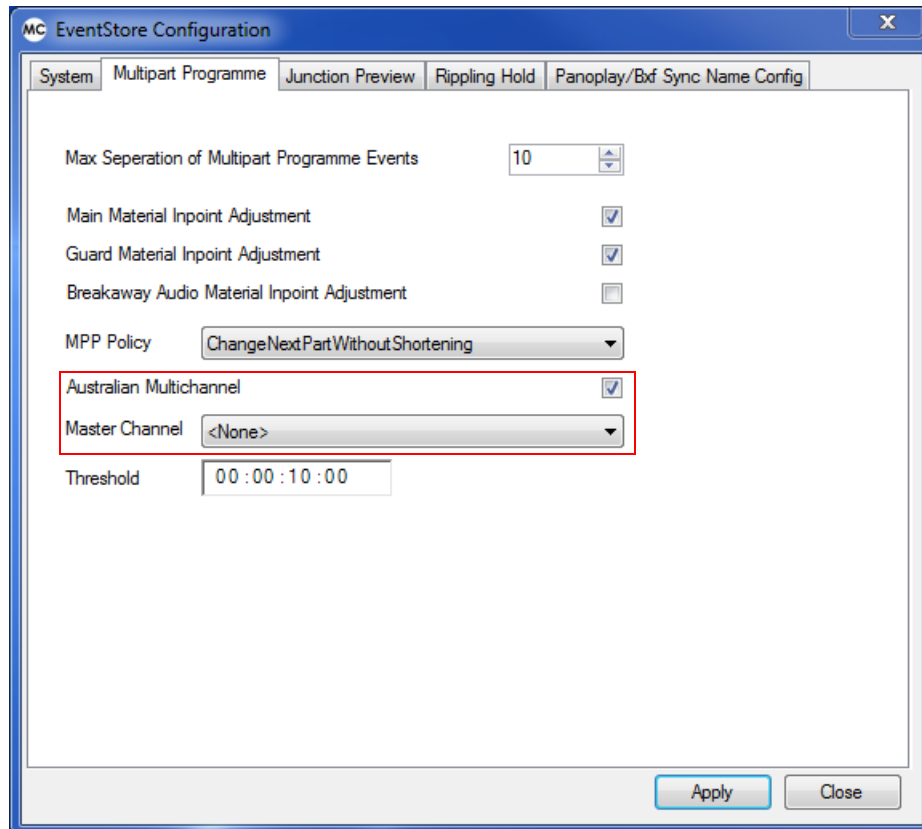 MC EventStore Configuration X
System Multipart Programme Junction Preview Rippling Hold Panoplay/Bxf Sync Name Config
Max Seperation of Multipart Programme Events 10
Main Material Inpoint Adjustment
Guard Material Inpoint Adjustment
Breakaway Audio Material Inpoint Adjustment
MPP Policy ChangeNextPartWithoutShortening
Australian Multichannel
Master Channel <None>
Threshold 00:00:10:00
Apply Close